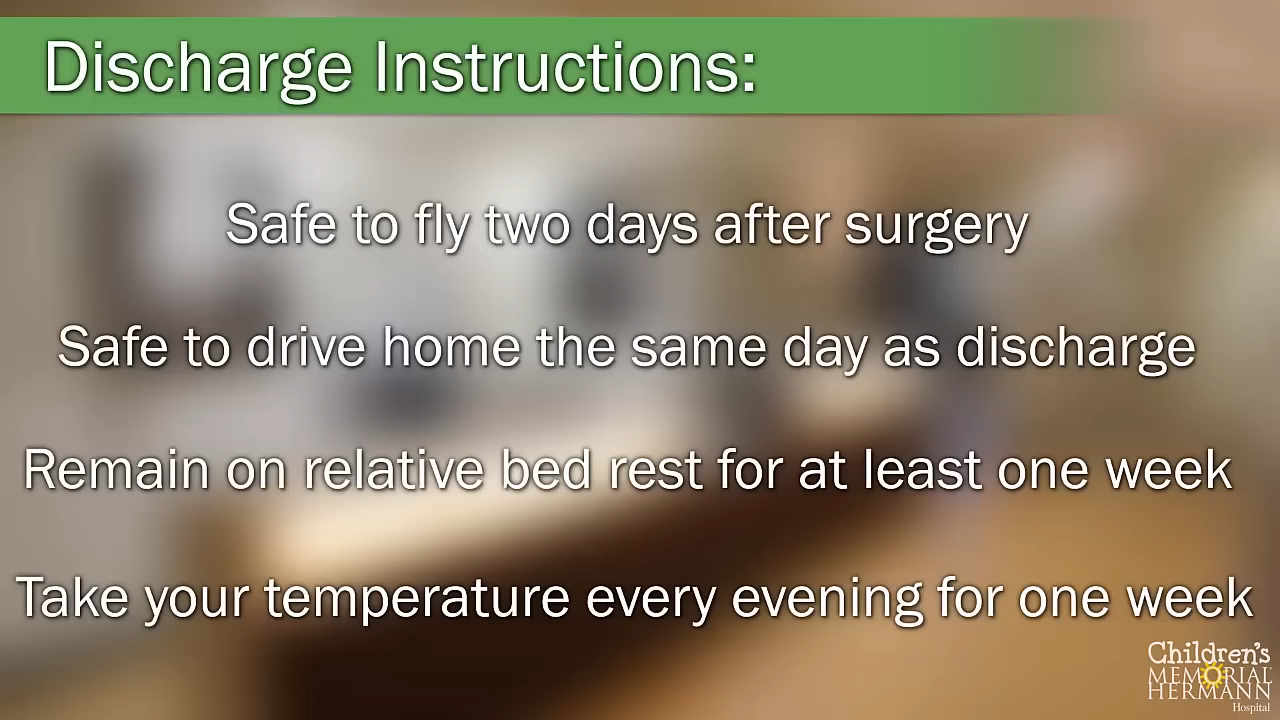 Discharge Instructions:
Safe to fly two days after surgery
Safe to drive home the same day as discharge
Remain on relative bed rest for at least one week
Take your temperature every evening for one week
Children's
MEMORIAL
HERMANN
Hospital